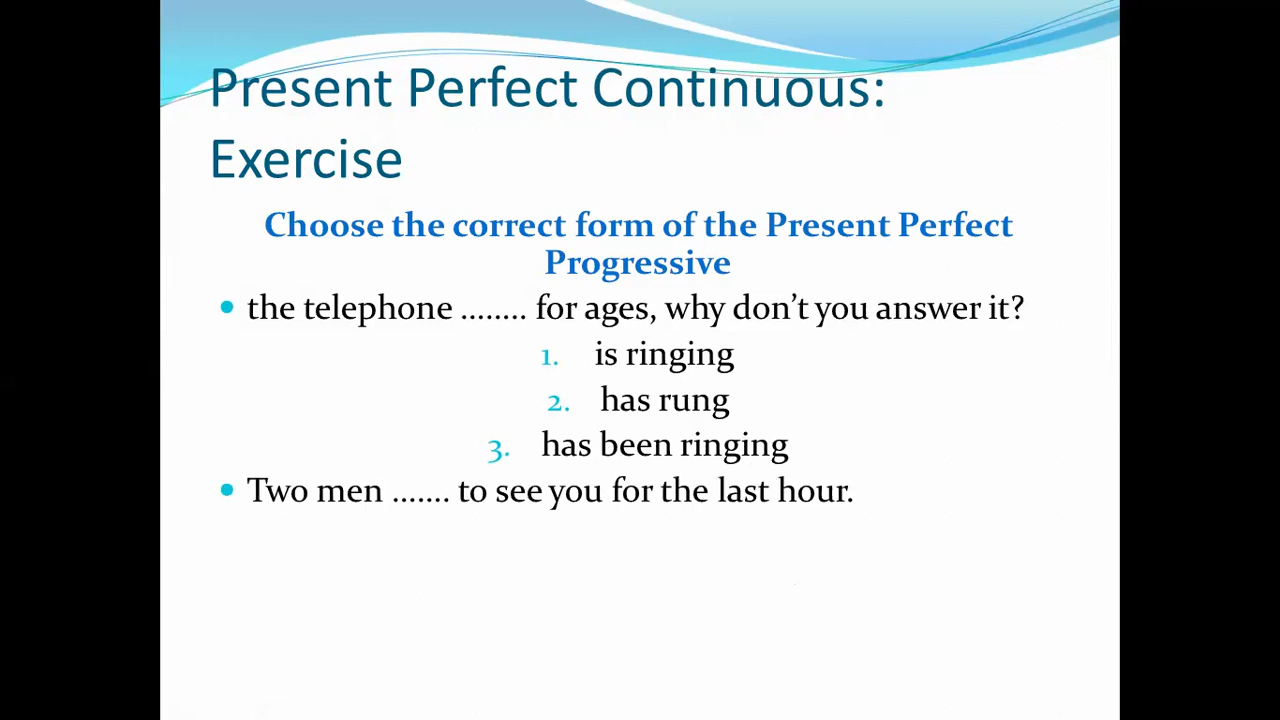 Present Perfect Continuous:
Exercise
Choose the correct form of the Present Perfect
Progressive
• the telephone ........ for ages, why don't you answer it?
1. is ringing
2. has rung
3. has been ringing
• Two men ....... to see you for the last hour.